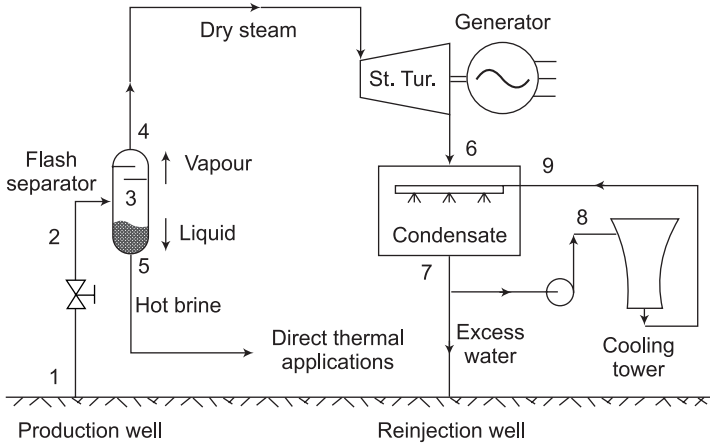 Generator
Dry steam
St. Tur.
4
6
Flash
separator
Vapour
9
3
2
Liquid
8
Condensate
5
7
Hot brine
Direct thermal
applications
Excess
water
Cooling
tower
1
Production well
Reinjection well